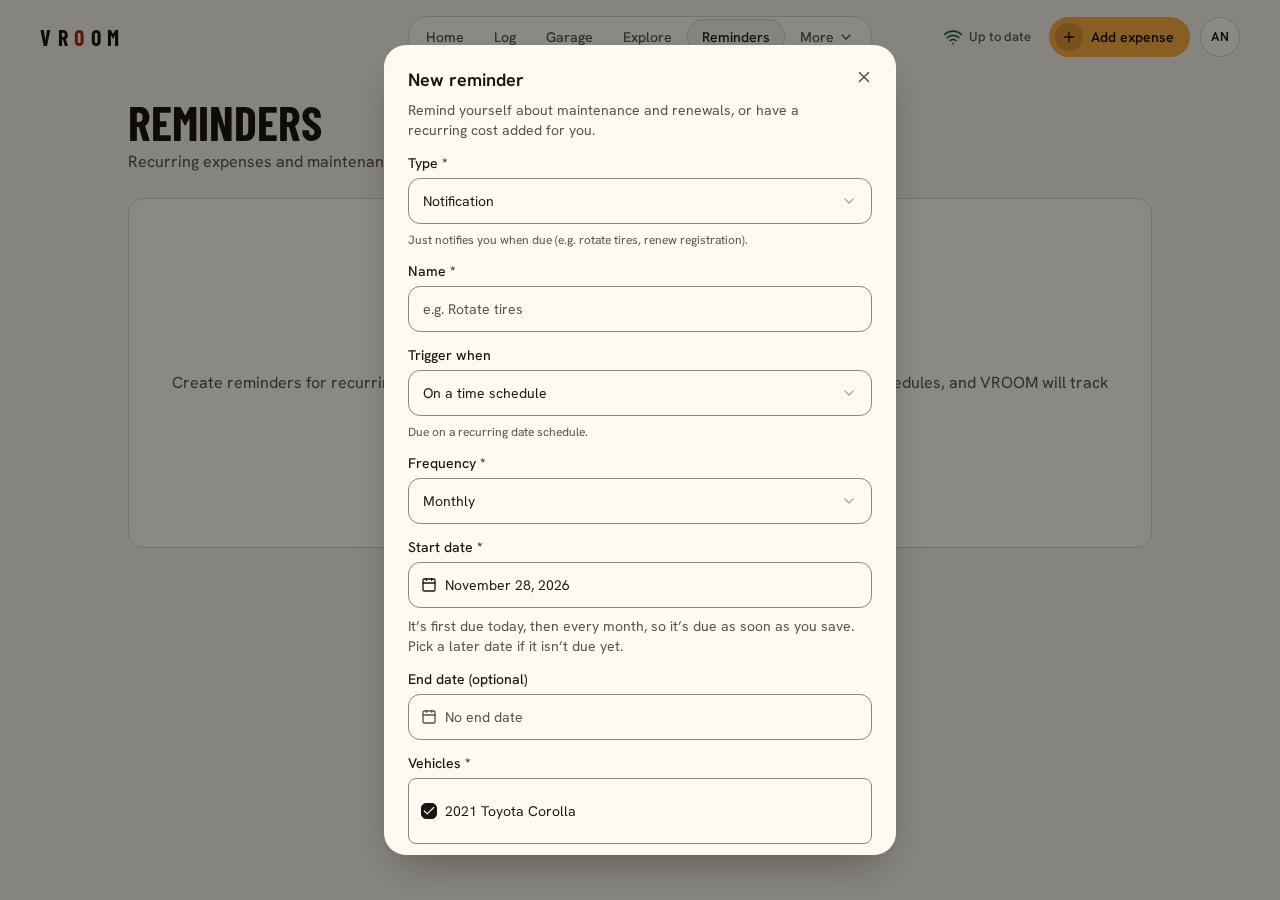 VROOM
Home
Log
Garage
Explore
Reminders
More
Up to date
Add expense
AN
REMINDERS
Recurring expenses and
New reminder
Remind yourself about maintenance and renewals, or have a
recurring cost added for you.
Type *
Notification
Just notifies you when due (e.g. rotate tires, renew registration).
Name *
e.g. Rotate tires
Trigger when
On a time schedule
Due on a recurring date schedule.
Frequency *
Monthly
Start date *
November 28, 2026
It’s first due today, then every month, so it’s due as soon as you save.
Pick a later date if it isn’t due yet.
End date (optional)
No end date
Vehicles *
2021 Toyota Corolla
Create reminders for
and VROOM will track